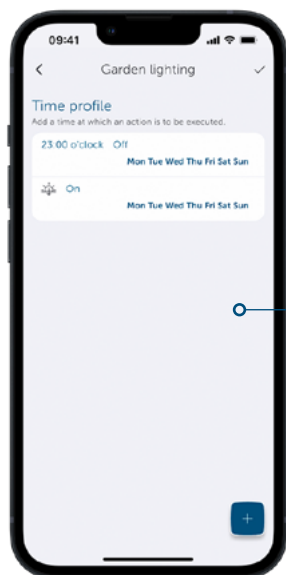 09:41
Garden lighting
Time profile
Add a time at which an action is to be executed.
23:00 o'clock Off
Mon Tue Wed Thu Fri Sat Sun
On
Mon Tue Wed Thu Fri Sat Sun